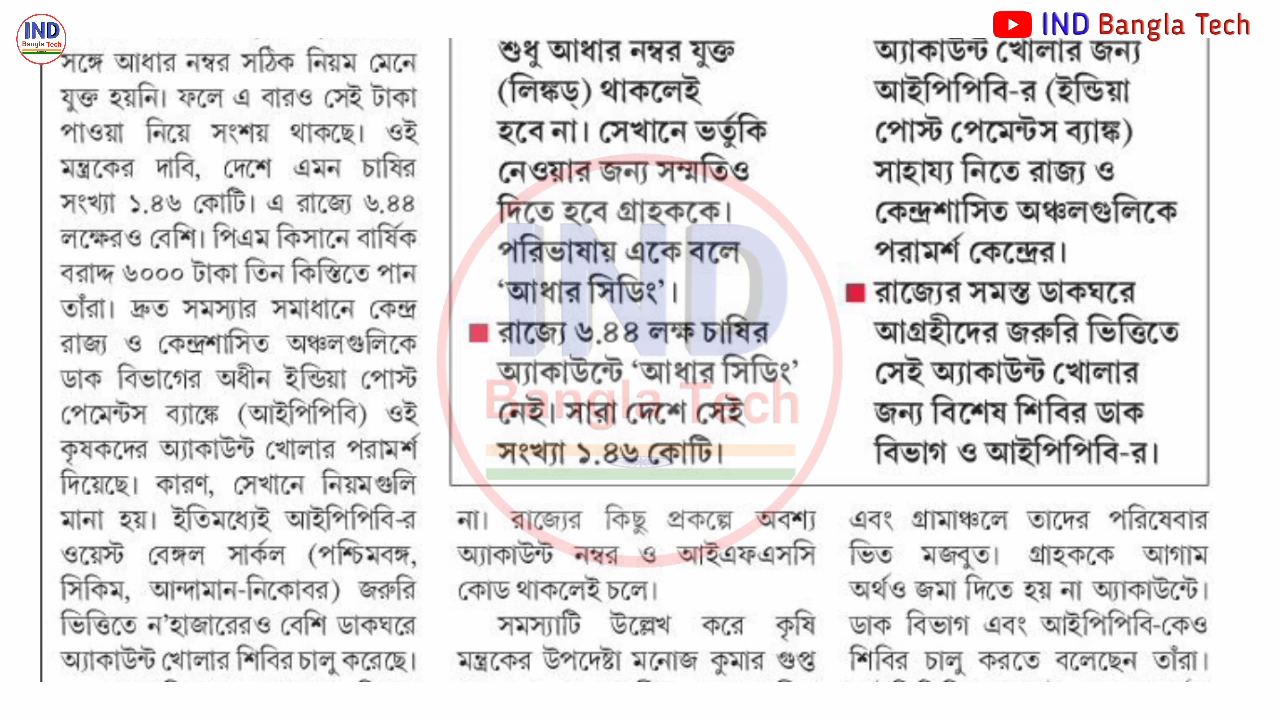 IND
Bangla Tech
IND Bangla Tech
সঙ্গে আধার নম্বর সঠিক নিয়ম মেনে
যুক্ত হয়নি। ফলে এ বারও সেই টাকা
পাওয়া নিয়ে সংশয় থাকছে। ওই
মন্ত্রকের দাবি, দেশে এমন চাষির
সংখ্যা ১.৪৬ কোটি। এ রাজ্যে ৬.৪৪
লক্ষেরও বেশি। পিএম কিসানে বার্ষিক
বরাদ্দ ৬০০০ টাকা তিন কিস্তিতে পান
তাঁরা। দ্রুত সমস্যার সমাধানে কেন্দ্র
রাজ্য ও কেন্দ্রশাসিত অঞ্চলগুলিকে
ডাক বিভাগের অধীন ইন্ডিয়া পোস্ট
পেমেন্টস ব্যাঙ্কে (আইপিপিবি) ওই
কৃষকদের অ্যাকাউন্ট খোলার পরামর্শ
দিয়েছে। কারণ, সেখানে নিয়মগুলি
মানা হয়। ইতিমধ্যেই আইপিপিবি-র
ওয়েস্ট বেঙ্গল সার্কল (পশ্চিমবঙ্গ,
সিকিম, আন্দামান-নিকোবর) জরুরি
ভিত্তিতে ন’হাজারেরও বেশি ডাকঘরে
অ্যাকাউন্ট খোলার শিবির চালু করেছে।
শুধু আধার নম্বর যুক্ত
(লিঙ্কড্) থাকলেই
হবে না। সেখানে ভর্তুকি
নেওয়ার জন্য সম্মতিও
দিতে হবে গ্রাহককে।
পরিভাষায় একে বলে
‘আধার সিডিং’।
রাজ্যে ৬.৪৪ লক্ষ চাষির
অ্যাকাউন্টে ‘আধার সিডিং’
নেই। সারা দেশে সেই
সংখ্যা ১.৪৬ কোটি।
অ্যাকাউন্ট খোলার জন্য
আইপিপিবি-র (ইন্ডিয়া
পোস্ট পেমেন্টস ব্যাঙ্ক)
সাহায্য নিতে রাজ্য ও
কেন্দ্রশাসিত অঞ্চলগুলিকে
পরামর্শ কেন্দ্রের।
রাজ্যের সমস্ত ডাকঘরে
আগ্রহীদের জরুরি ভিত্তিতে
সেই অ্যাকাউন্ট খোলার
জন্য বিশেষ শিবির ডাক
বিভাগ ও আইপিপিবি-র।
IND
Bangla Tech
না। রাজ্যের কিছু প্রকল্পে অবশ্য
অ্যাকাউন্ট নম্বর ও আইএফএসসি
কোড থাকলেই চলে।
সমস্যাটি উল্লেখ করে কৃষি
মন্ত্রকের উপদেষ্টা মনোজ কুমার গুপ্ত
এবং গ্রামাঞ্চলে তাদের পরিষেবার
ভিত মজবুত। গ্রাহককে আগাম
অর্থও জমা দিতে হয় না অ্যাকাউন্টে।
ডাক বিভাগ এবং আইপিপিবি-কেও
শিবির চালু করতে বলেছেন তাঁরা।